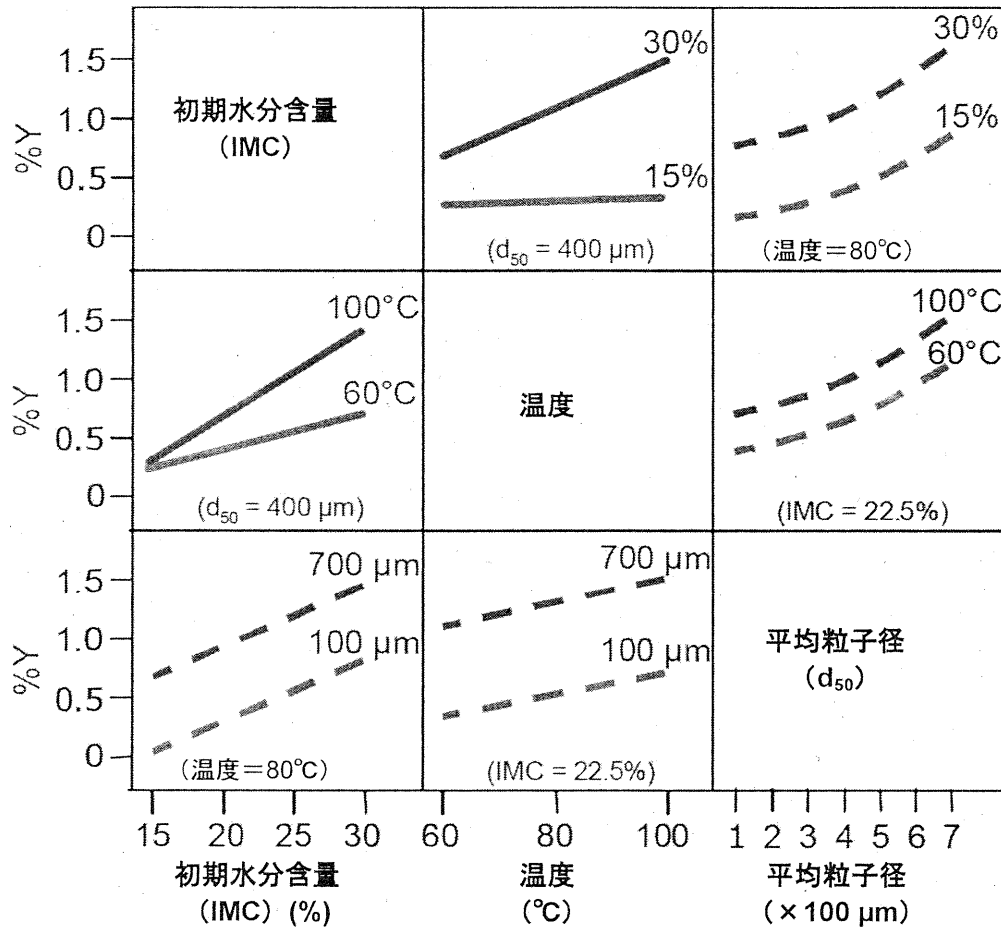 %Y
1.5
1.0
0.5
0
初期水分含量
(IMC)
30%
15%
(d₅₀ = 400 µm)
30%
15%
(温度=80℃)
%Y
1.5
1.0
0.5
0
100°C
60°C
(d₅₀ = 400 µm)
温度
100°C
60°C
(IMC = 22.5%)
%Y
1.5
1.0
0.5
0
700 µm
100 µm
(温度=80℃)
700 µm
100 µm
(IMC = 22.5%)
平均粒子径
(d₅₀)
15 20 25 30
60 80 100
1 2 3 4 5 6 7
初期水分含量
(IMC) (%)
温度
(℃)
平均粒子径
(×100 µm)